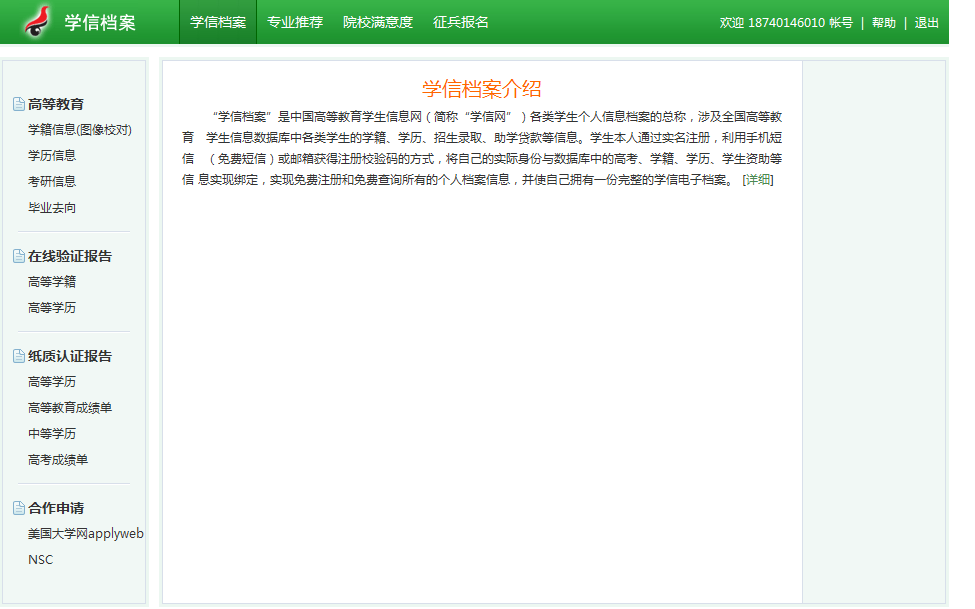 学信档案
学信档案 专业推荐 院校满意度 征兵报名
欢迎 18740146010 帐号 | 帮助 | 退出
高等教育
学籍信息(图像校对)
学历信息
考研信息
毕业去向
在线验证报告
高等学籍
高等学历
纸质认证报告
高等学历
高等教育成绩单
中等学历
高考成绩单
合作申请
美国大学网applyweb
NSC
学信档案介绍
“学信档案”是中国高等教育学生信息网（简称“学信网”）各类学生个人信息档案的总称，涉及全国高等教
育 学生信息数据库中各类学生的学籍、学历、招生录取、助学贷款等信息。学生本人通过实名注册，利用手机短
信 （免费短信）或邮箱获得注册校验码的方式，将自己的实际身份与数据库中的高考、学籍、学历、学生资助等
信 息实现绑定，实现免费注册和免费查询所有的个人档案信息，并使自己拥有一份完整的学信电子档案。 [详细]